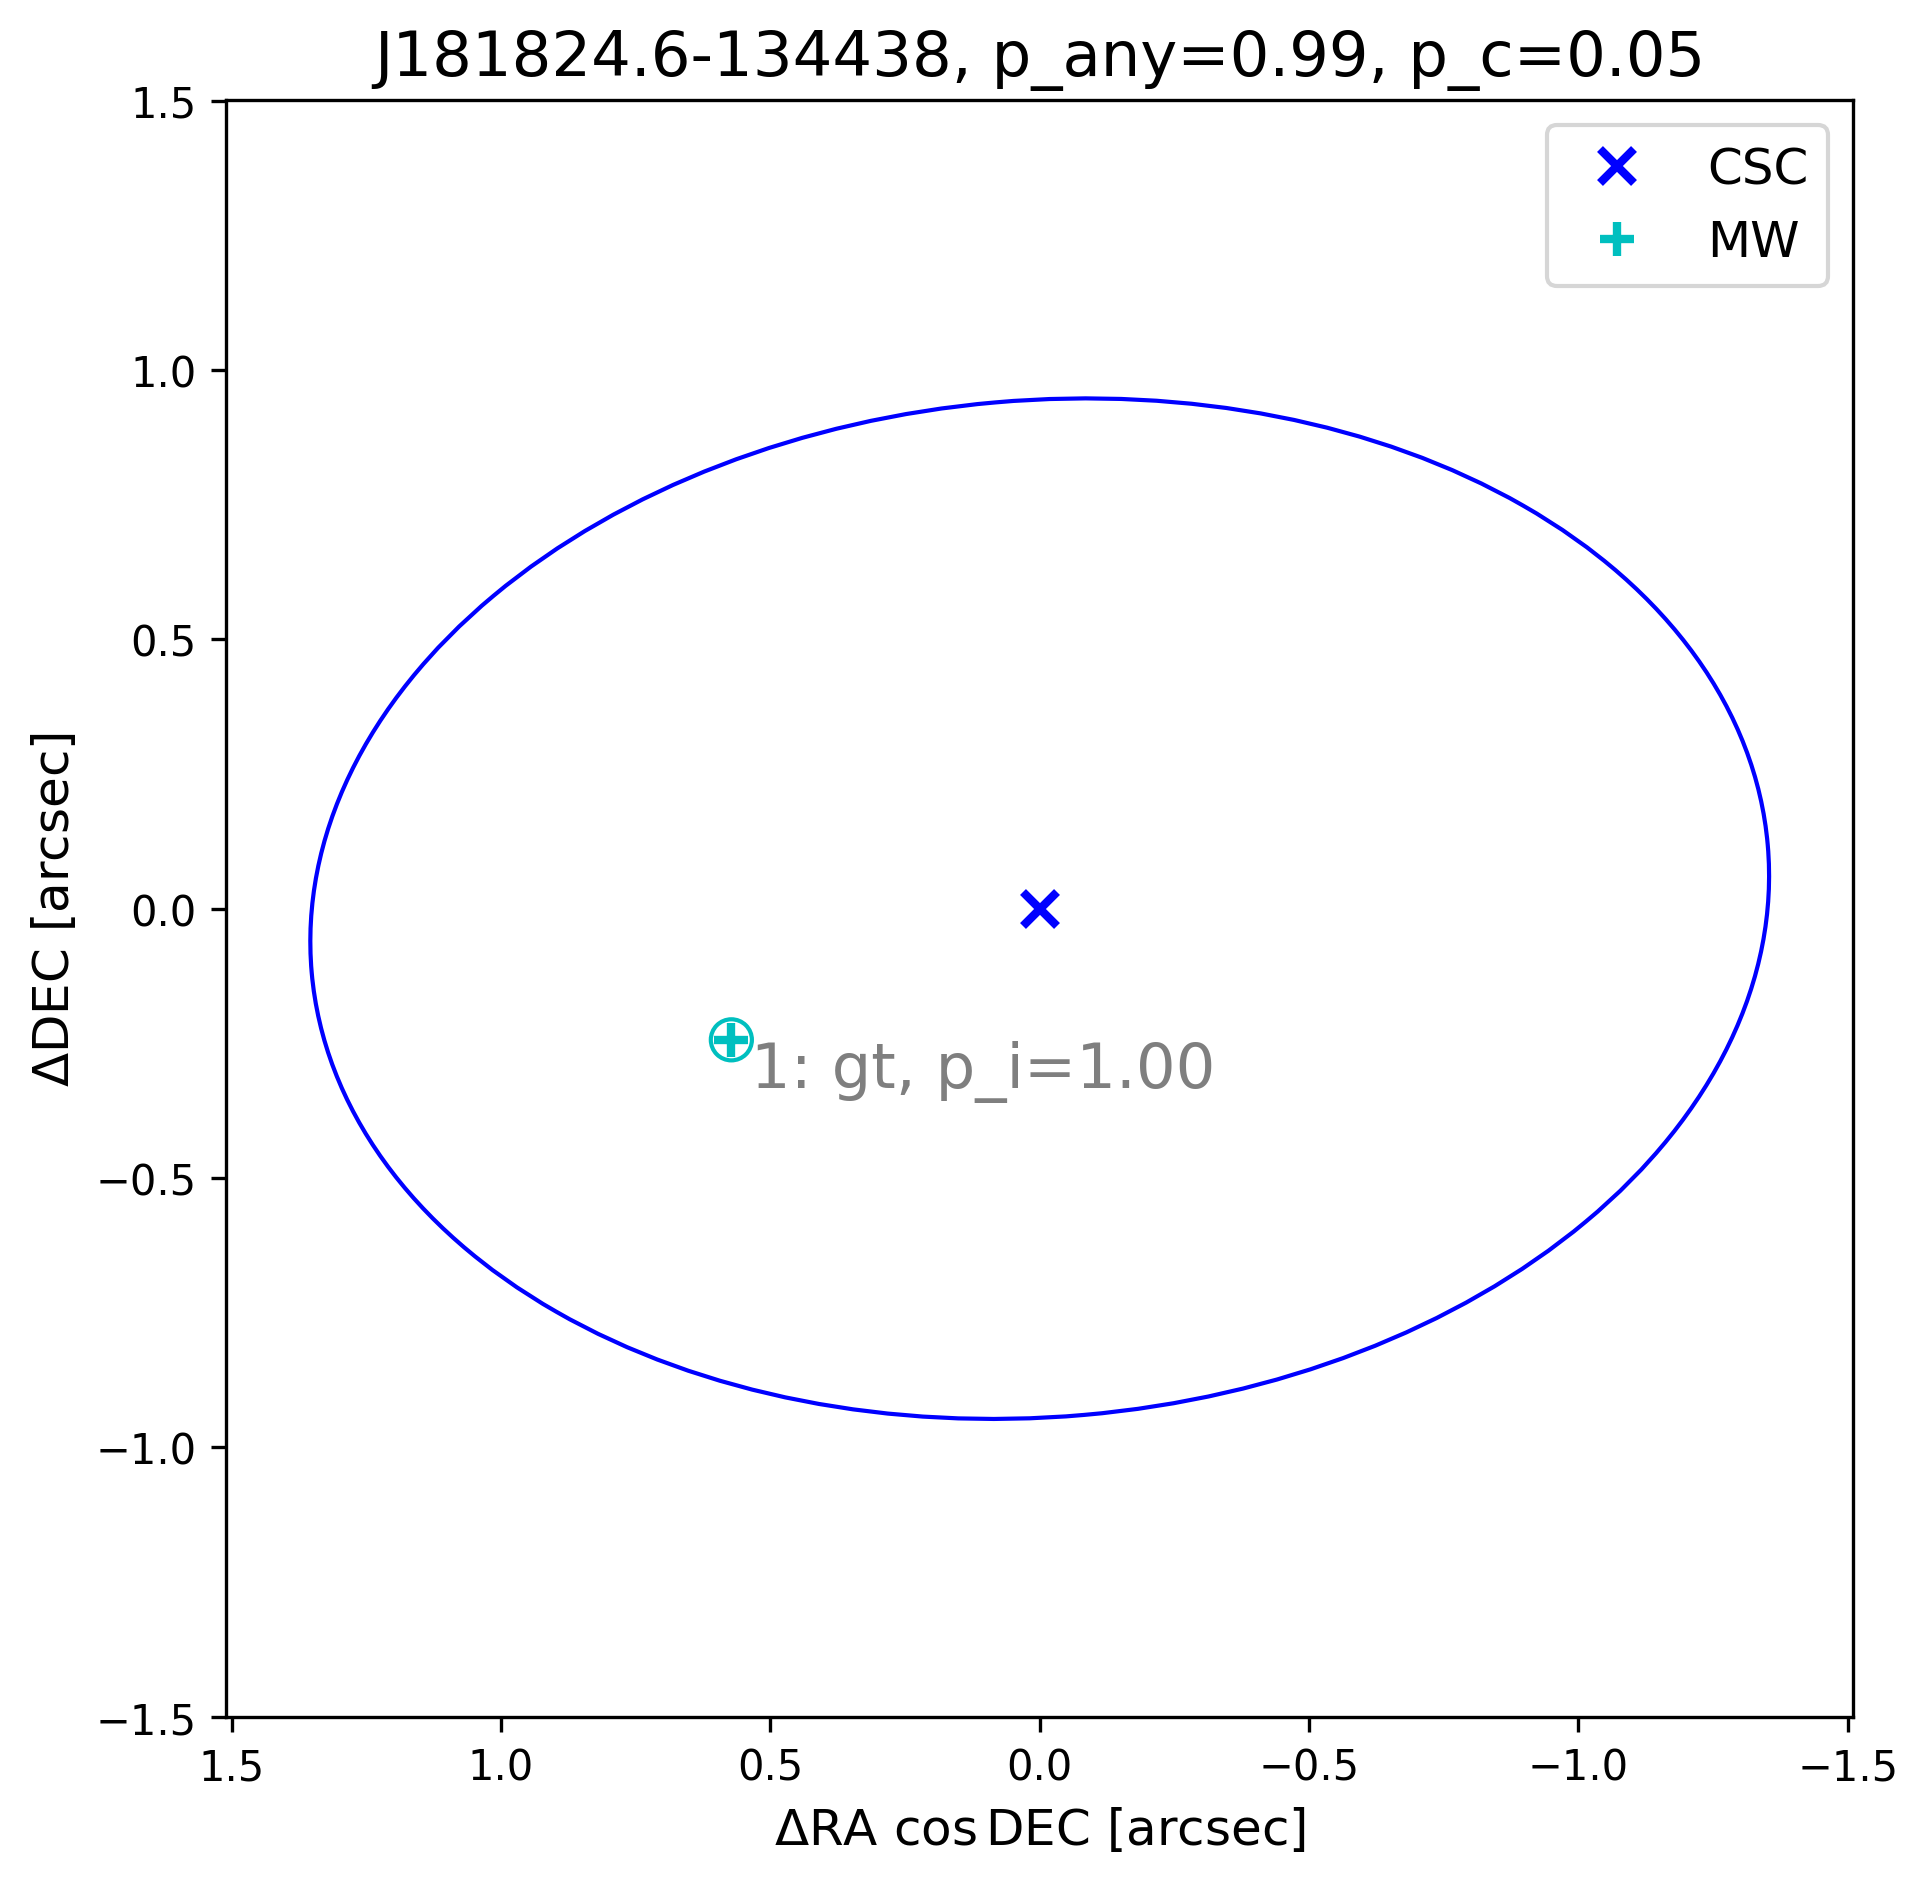 J181824.6-134438, p_any=0.99, p_c=0.05
CSC
MW
1.5
1.0
0.5
0.0
−0.5
−1.0
−1.5
ΔDEC [arcsec]
1: gt, p_i=1.00
1.5 1.0 0.5 0.0 −0.5 −1.0 −1.5
ΔRA cos DEC [arcsec]